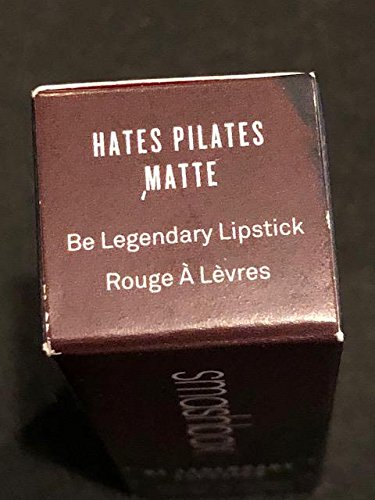 HATES PILATES
MATTE
Be Legendary Lipstick
Rouge À Lèvres
smashbox